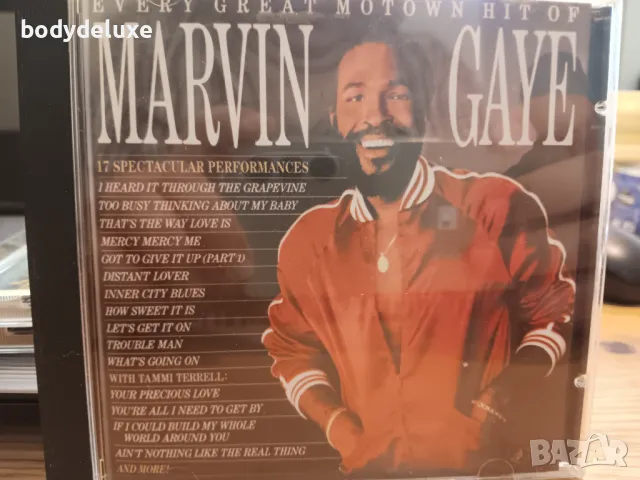 bodydeluxe
EVERY GREAT MOTOWN HIT OF
MARVIN GAYE
17 SPECTACULAR PERFORMANCES
I HEARD IT THROUGH THE GRAPEVINE
TOO BUSY THINKING ABOUT MY BABY
THAT'S THE WAY LOVE IS
MERCY MERCY ME
GOT TO GIVE IT UP (PART 1)
DISTANT LOVER
INNER CITY BLUES
HOW SWEET IT IS
LET'S GET IT ON
TROUBLE MAN
WHAT'S GOING ON
WITH TAMMI TERRELL:
YOUR PRECIOUS LOVE
YOU'RE ALL I NEED TO GET BY
IF I COULD BUILD MY WHOLE
WORLD AROUND YOU
AIN'T NOTHING LIKE THE REAL THING
AND MORE!
BAZAR